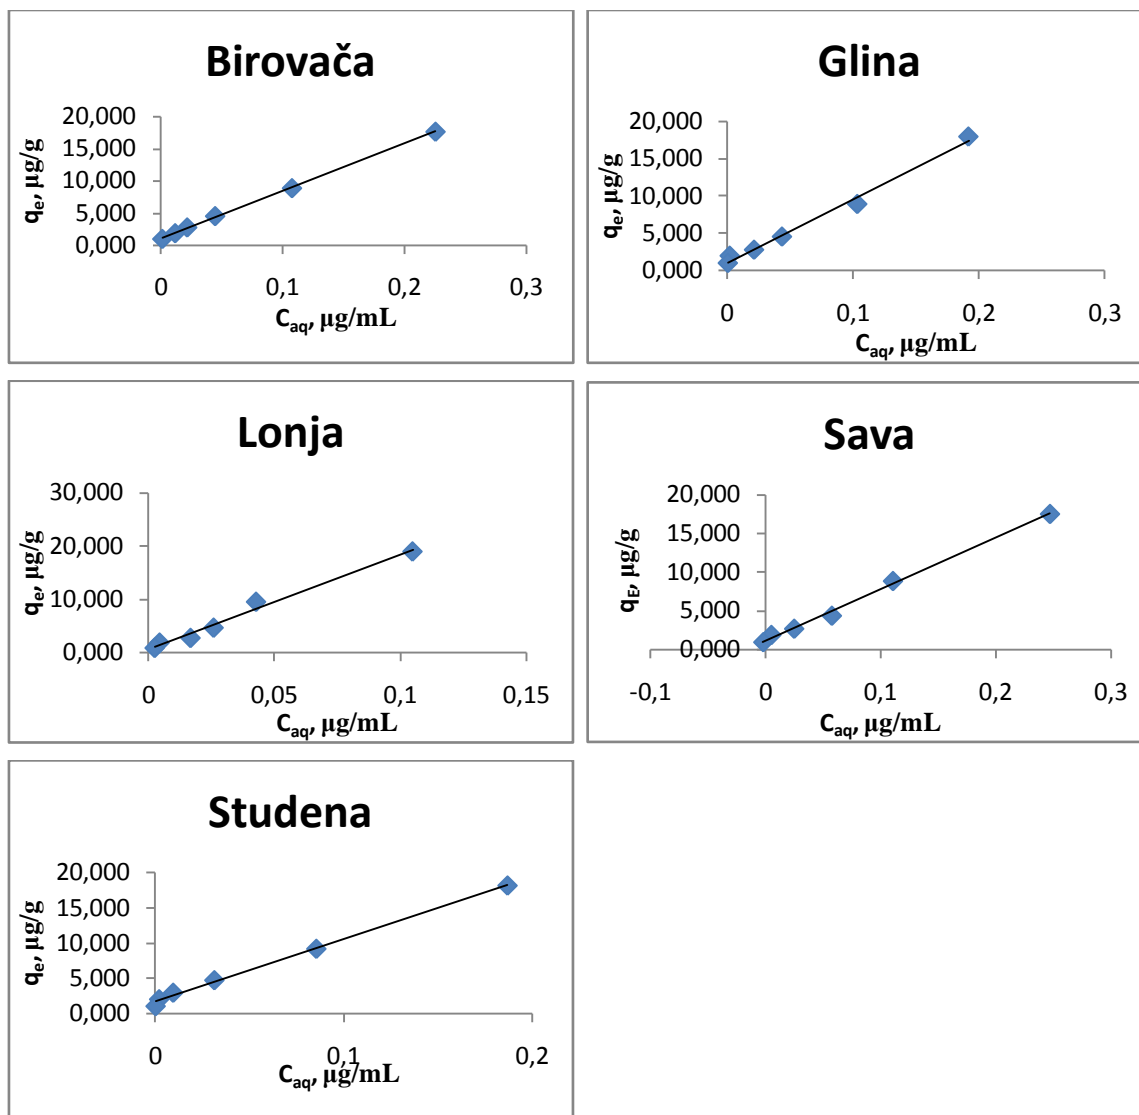 Birovača
20,000
15,000
10,000
5,000
0,000
qe, µg/g
0 0,1 0,2 0,3
Caq, µg/mL
Glina
20,000
15,000
10,000
5,000
0,000
qe, µg/g
0 0,1 0,2 0,3
Caq, µg/mL
Lonja
30,000
20,000
10,000
0,000
qe, µg/g
0 0,05 0,1 0,15
Caq, µg/mL
Sava
20,000
15,000
10,000
5,000
0,000
qE, µg/g
-0,1 0 0,1 0,2 0,3
Caq, µg/mL
Studena
20,000
15,000
10,000
5,000
0,000
qe, µg/g
0 0,1 0,2
Caq, µg/mL